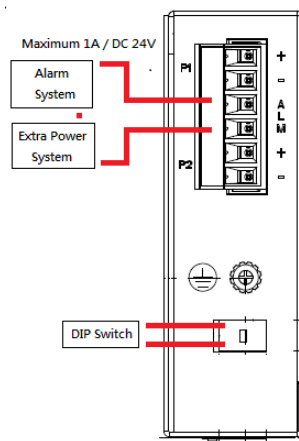 Maximum 1A / DC 24V
Alarm
System
Extra Power
System
P1
+
-
A
L
M
+
-
P2
DIP Switch